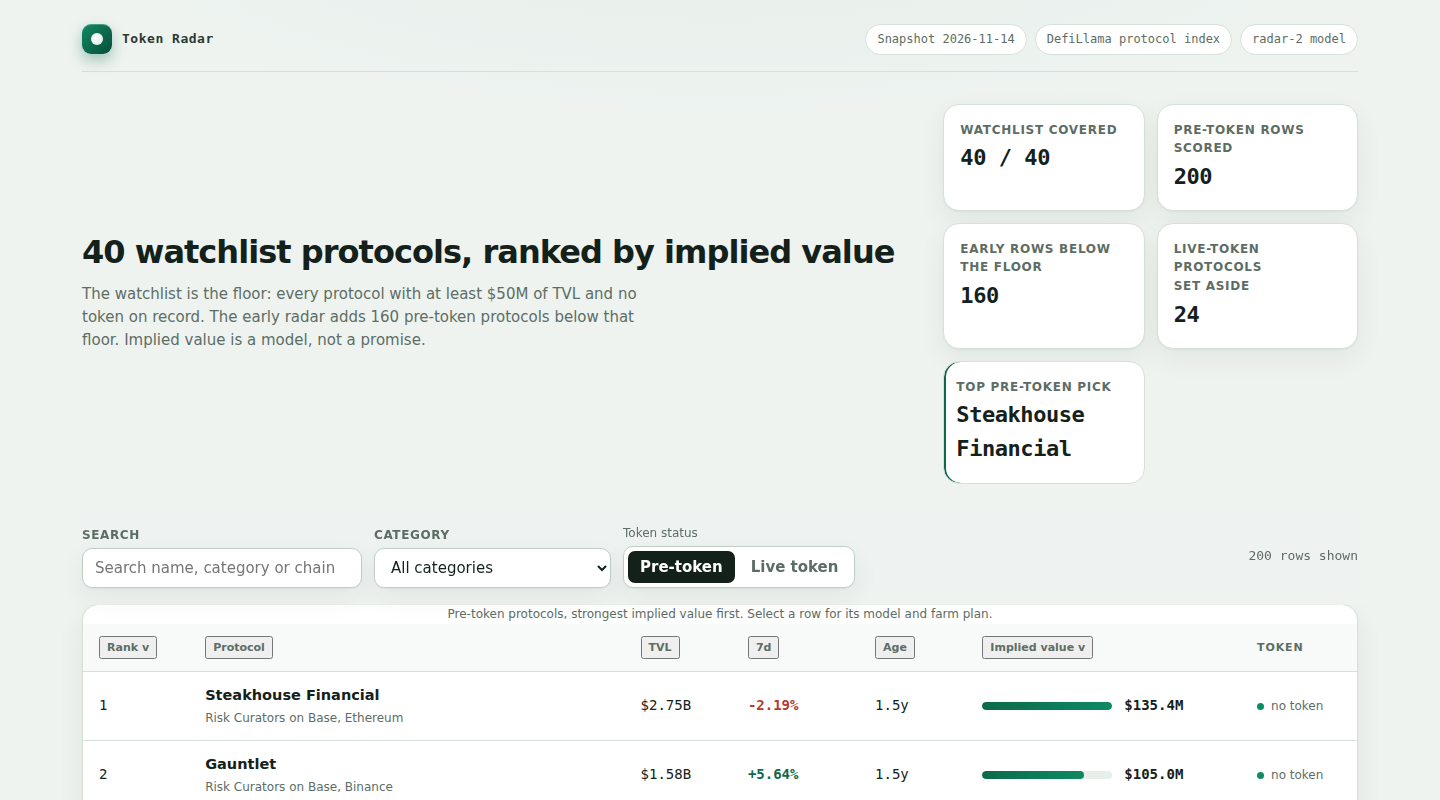 Token Radar
Snapshot 2026-11-14
DefiLlama protocol index
radar-2 model
40 watchlist protocols, ranked by implied value
The watchlist is the floor: every protocol with at least $50M of TVL and no
token on record. The early radar adds 160 pre-token protocols below that
floor. Implied value is a model, not a promise.
WATCHLIST COVERED
40 / 40
PRE-TOKEN ROWS
SCORED
200
EARLY ROWS BELOW
THE FLOOR
160
LIVE-TOKEN
PROTOCOLS
SET ASIDE
24
TOP PRE-TOKEN PICK
Steakhouse
Financial
SEARCH
Search name, category or chain
CATEGORY
All categories
Token status
Pre-token
Live token
200 rows shown
Pre-token protocols, strongest implied value first. Select a row for its model and farm plan.
Rank v
Protocol
TVL
7d
Age
Implied value v
TOKEN
1
Steakhouse Financial
Risk Curators on Base, Ethereum
$2.75B
-2.19%
1.5y
$135.4M
no token
2
Gauntlet
Risk Curators on Base, Binance
$1.58B
+5.64%
1.5y
$105.0M
no token